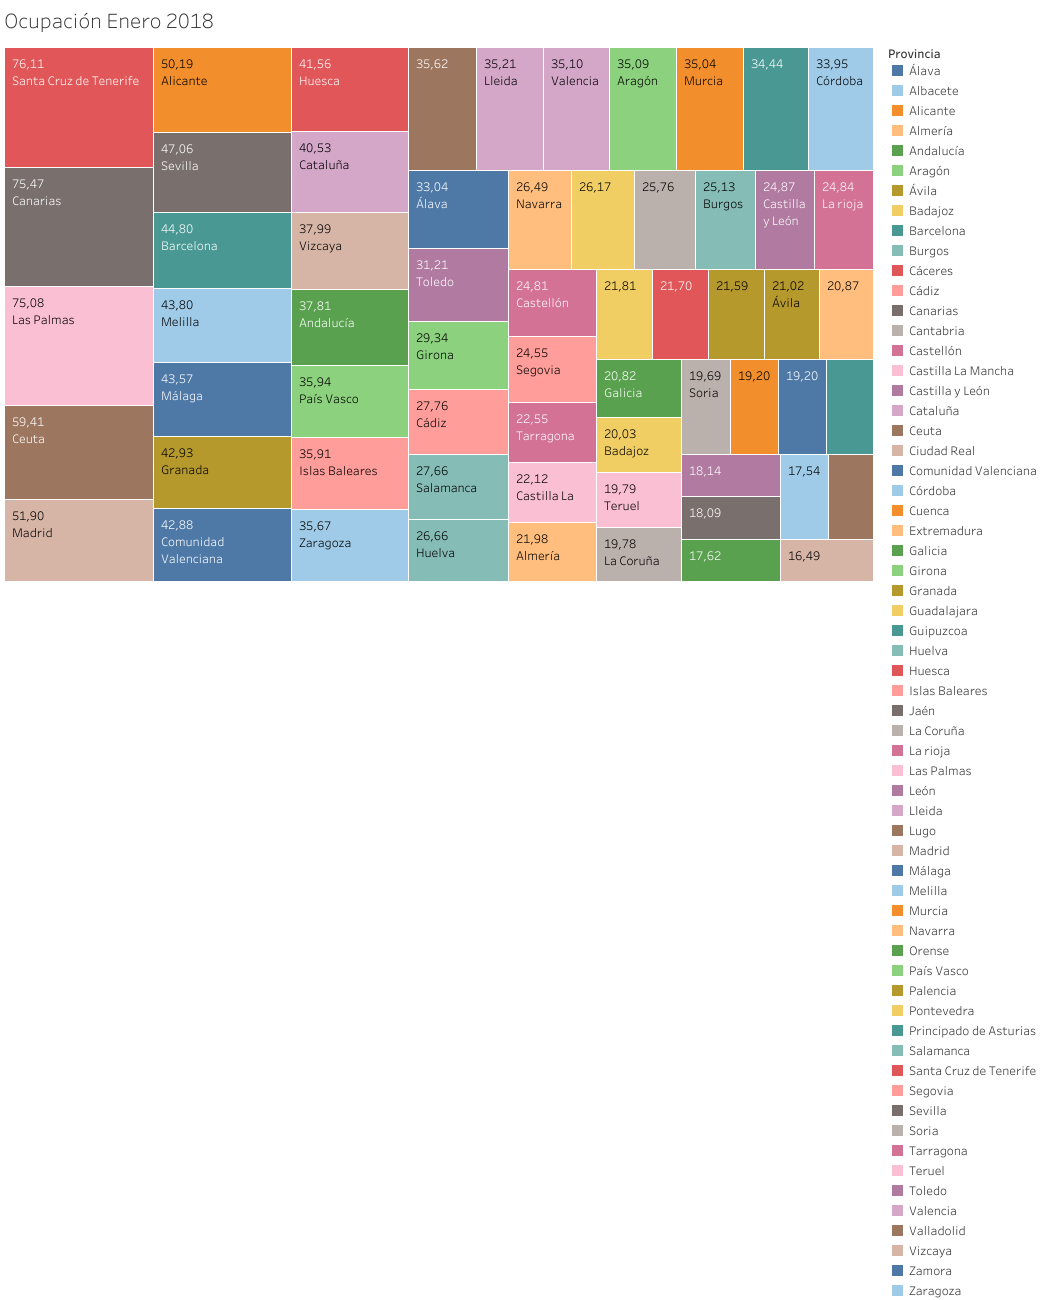 Ocupación Enero 2018
76,11
Santa Cruz de Tenerife
75,47
Canarias
75,08
Las Palmas
59,41
Ceuta
51,90
Madrid
50,19
Alicante
47,06
Sevilla
44,80
Barcelona
43,80
Melilla
43,57
Málaga
42,93
Granada
42,88
Comunidad
Valenciana
41,56
Huesca
40,53
Cataluña
37,99
Vizcaya
37,81
Andalucía
35,94
País Vasco
35,91
Islas Baleares
35,67
Zaragoza
35,62
35,21
Lleida
35,10
Valencia
35,09
Aragón
35,04
Murcia
34,44
33,95
Córdoba
33,04
Álava
31,21
Toledo
29,34
Girona
27,76
Cádiz
27,66
Salamanca
26,66
Huelva
26,49
Navarra
26,17
25,76
25,13
Burgos
24,87
Castilla
y León
24,84
La rioja
24,81
Castellón
24,55
Segovia
22,55
Tarragona
22,12
Castilla La
21,98
Almería
21,81
21,70
21,59
21,02
Ávila
20,87
20,82
Galicia
20,03
Badajoz
19,79
Teruel
19,78
La Coruña
19,69
Soria
19,20
19,20
18,14
18,09
17,62
17,54
16,49
Provincia
Álava
Albacete
Alicante
Almería
Andalucía
Aragón
Ávila
Badajoz
Barcelona
Burgos
Cáceres
Cádiz
Canarias
Cantabria
Castellón
Castilla La Mancha
Castilla y León
Cataluña
Ceuta
Ciudad Real
Comunidad Valenciana
Córdoba
Cuenca
Extremadura
Galicia
Girona
Granada
Guadalajara
Guipuzcoa
Huelva
Huesca
Islas Baleares
Jaén
La Coruña
La rioja
Las Palmas
León
Lleida
Lugo
Madrid
Málaga
Melilla
Murcia
Navarra
Orense
País Vasco
Palencia
Pontevedra
Principado de Asturias
Salamanca
Santa Cruz de Tenerife
Segovia
Sevilla
Soria
Tarragona
Teruel
Toledo
Valencia
Valladolid
Vizcaya
Zamora
Zaragoza